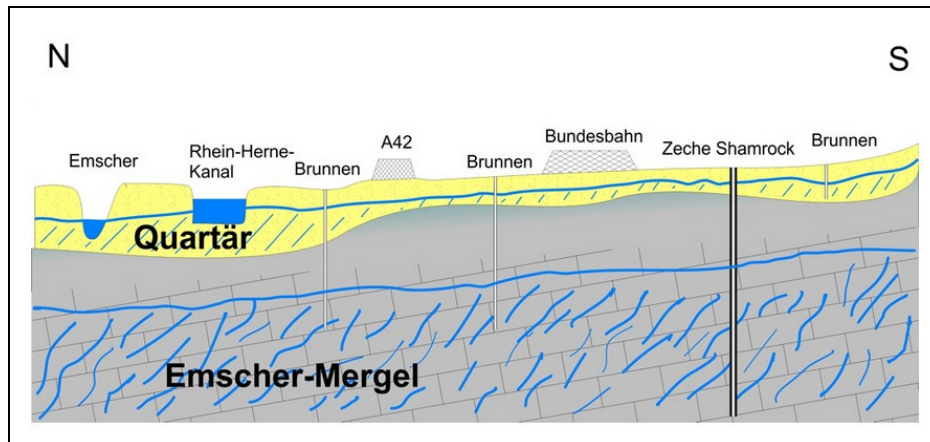 N
S
Emscher
Rhein-Herne-
Kanal
Brunnen
A42
Brunnen
Bundesbahn
Zeche Shamrock
Brunnen
Quartär
Emscher-Mergel